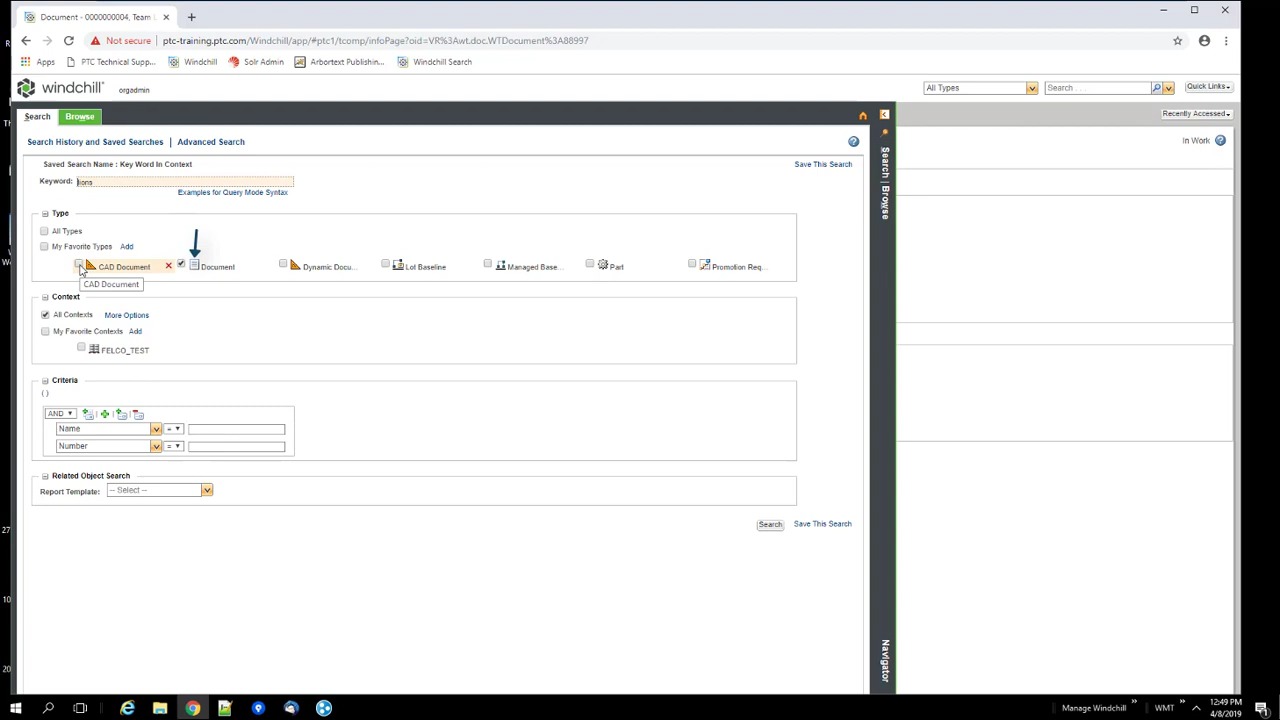 Document - 0000000004, Team L
Not secure ptc-training.ptc.com/Windchill/app/#ptc1/tcomp/infoPage?oid=VR%3Awt.doc.WTDocument%3A88997
Apps PTC Technical Supp... Windchill Solr Admin Arbortext Publishin... Windchill Search
windchill orgadmin All Types Search . . . Quick Links
Search Browse Recently Accessed
Search History and Saved Searches Advanced Search In Work
Saved Search Name : Key Word In Context Save This Search
Keyword: lions
Examples for Query Mode Syntax
Search | Browse
Type
All Types
My Favorite Types Add
CAD Document Document Dynamic Docu... Lot Baseline Managed Base... Part Promotion Req...
CAD Document
Context
All Contexts More Options
My Favorite Contexts Add
FELCO_TEST
Criteria
( )
AND
Name =
Number =
Related Object Search
Report Template: -- Select --
Search Save This Search
Navigator
Manage Windchill WMT 12:49 PM
4/8/2019